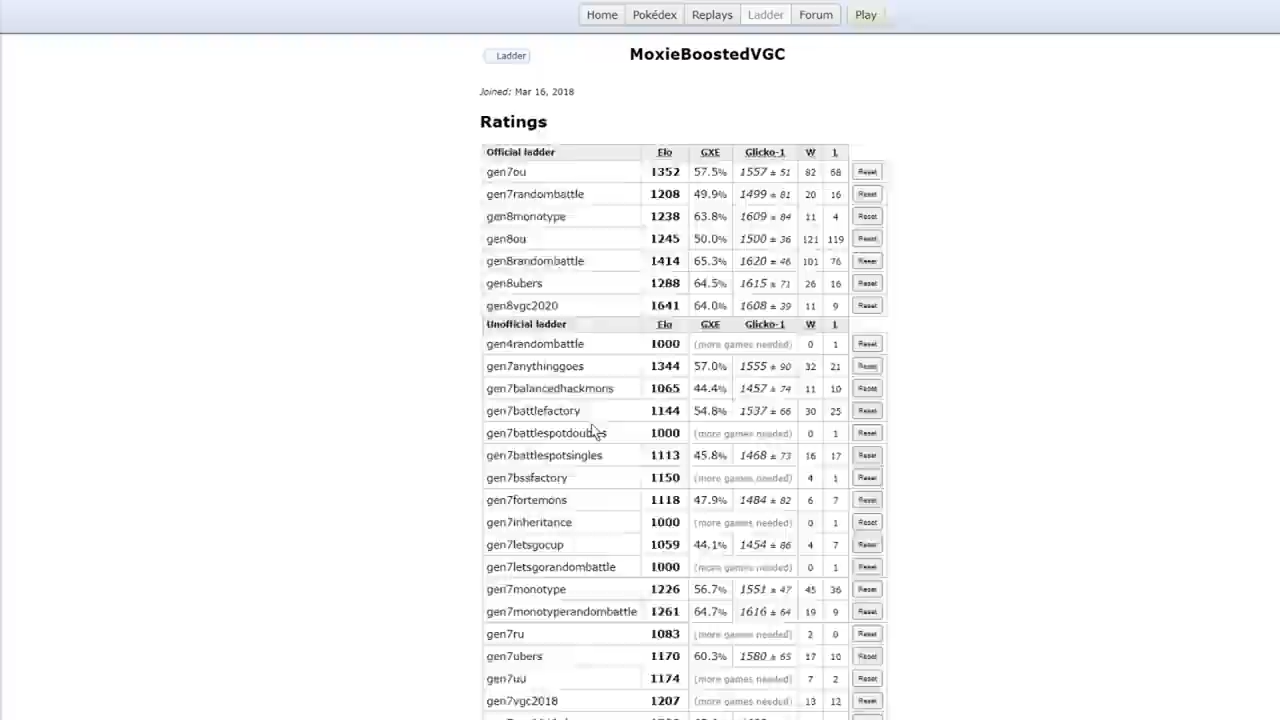 Home Pokédex Replays Ladder Forum Play
Ladder MoxieBoostedVGC
Joined: Mar 16, 2018
Ratings
Official ladder Elo GXE Glicko-1 W L
gen7ou 1352 57.5% 1557 ± 51 82 68 Reset
gen7randombattle 1208 49.9% 1499 ± 81 20 16 Reset
gen8monotype 1238 63.8% 1609 ± 84 11 4 Reset
gen8ou 1245 50.0% 1500 ± 36 121 119 Reset
gen8randombattle 1414 65.3% 1620 ± 46 101 76 Reset
gen8ubers 1288 64.5% 1615 ± 71 26 16 Reset
gen8vgc2020 1641 64.0% 1608 ± 39 11 9 Reset
Unofficial ladder Elo GXE Glicko-1 W L
gen4randombattle 1000 (more games needed) 0 1 Reset
gen7anythinggoes 1344 57.0% 1555 ± 90 32 21 Reset
gen7balancedhackmons 1065 44.4% 1457 ± 74 11 10 Reset
gen7battlefactory 1144 54.8% 1537 ± 66 30 25 Reset
gen7battlespotdoubles 1000 (more games needed) 0 1 Reset
gen7battlespotsingles 1113 45.8% 1468 ± 73 16 17 Reset
gen7bssfactory 1150 (more games needed) 4 1 Reset
gen7fortemons 1118 47.9% 1484 ± 82 6 7 Reset
gen7inheritance 1000 (more games needed) 0 1 Reset
gen7letsgocup 1059 44.1% 1454 ± 86 4 7 Reset
gen7letsgorandombattle 1000 (more games needed) 0 1 Reset
gen7monotype 1226 56.7% 1551 ± 47 45 36 Reset
gen7monotyperandombattle 1261 64.7% 1616 ± 64 19 9 Reset
gen7ru 1083 (more games needed) 2 0 Reset
gen7ubers 1170 60.3% 1580 ± 65 17 10 Reset
gen7uu 1174 (more games needed) 7 2 Reset
gen7vgc2018 1207 (more games needed) 13 12 Reset